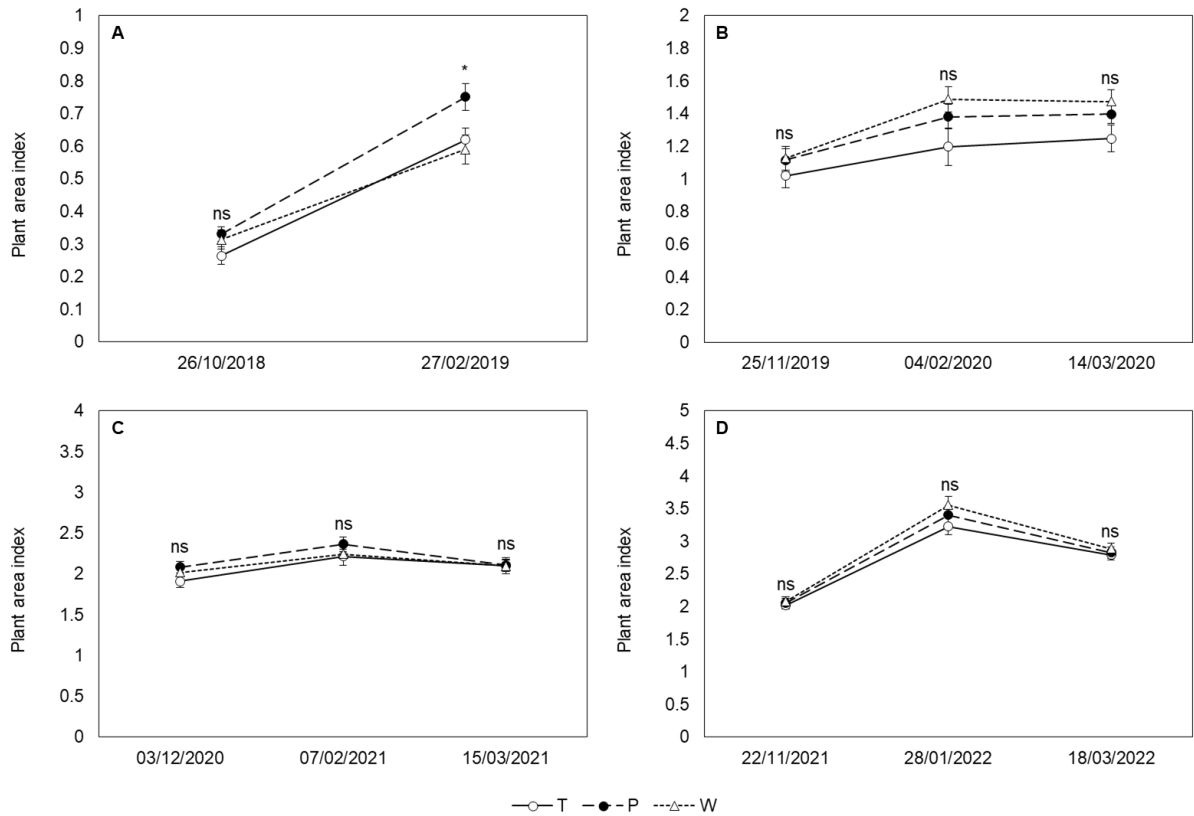 A
Plant area index
1
0.9
0.8
0.7
0.6
0.5
0.4
0.3
0.2
0.1
0
ns
*
26/10/2018 27/02/2019
B
Plant area index
2
1.8
1.6
1.4
1.2
1
0.8
0.6
0.4
0.2
0
ns ns ns
25/11/2019 04/02/2020 14/03/2020
C
Plant area index
4
3.5
3
2.5
2
1.5
1
0.5
0
ns ns ns
03/12/2020 07/02/2021 15/03/2021
D
Plant area index
5
4.5
4
3.5
3
2.5
2
1.5
1
0.5
0
ns ns ns
22/11/2021 28/01/2022 18/03/2022
T P W